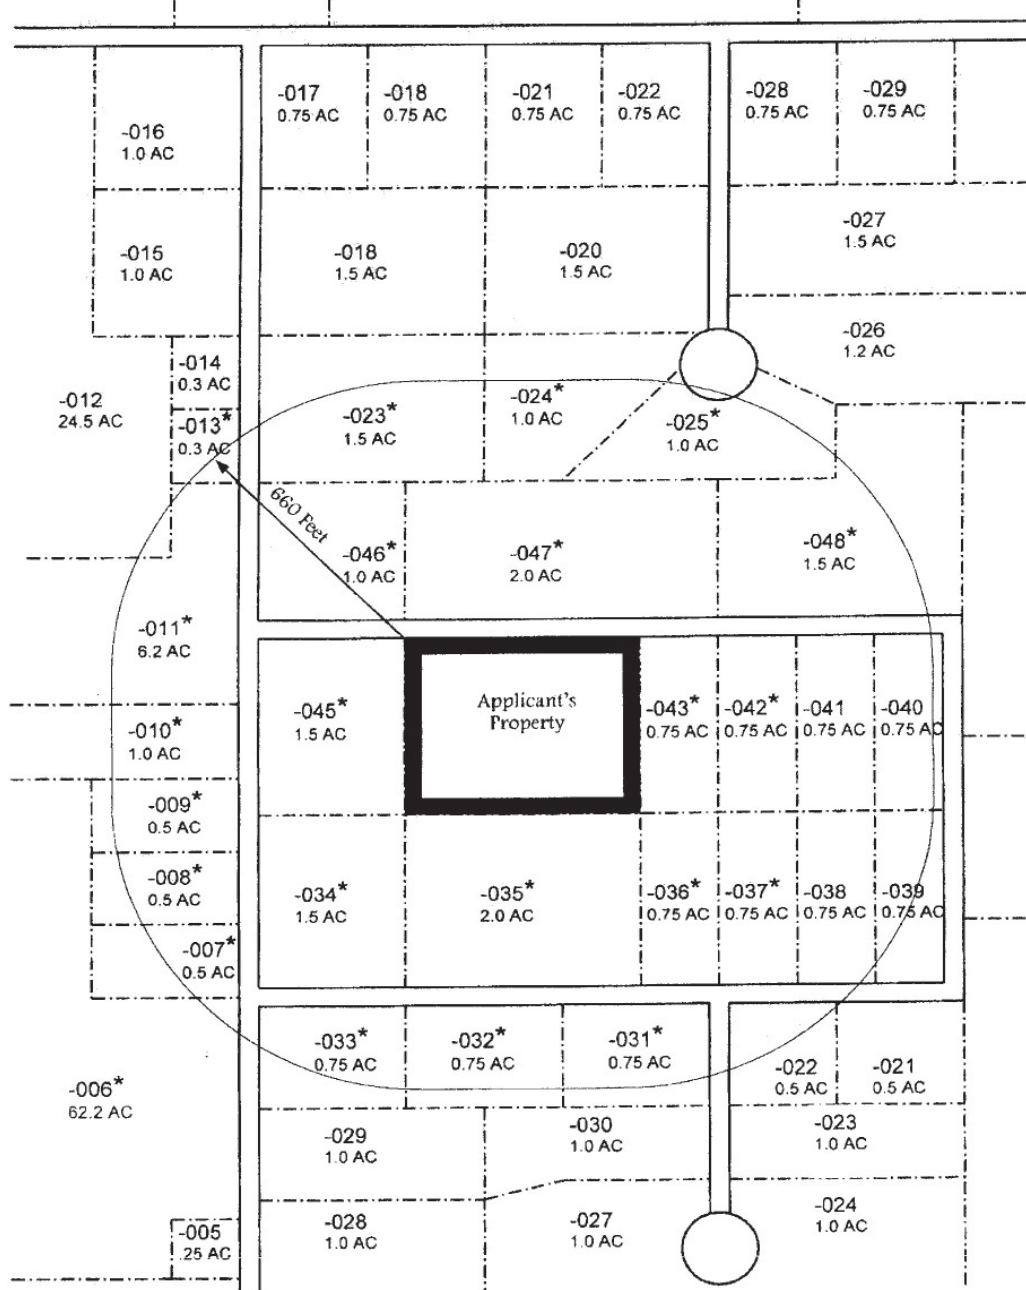 -017
0.75 AC
-018
0.75 AC
-021
0.75 AC
-022
0.75 AC
-028
0.75 AC
-029
0.75 AC
-016
1.0 AC
-015
1.0 AC
-018
1.5 AC
-020
1.5 AC
-027
1.5 AC
-026
1.2 AC
-014
0.3 AC
-012
24.5 AC
-013*
0.3 AC
-023*
1.5 AC
-024*
1.0 AC
-025*
1.0 AC
660 Feet
-046*
1.0 AC
-047*
2.0 AC
-048*
1.5 AC
-011*
6.2 AC
-010*
1.0 AC
-045*
1.5 AC
Applicant's
Property
-043*
0.75 AC
-042*
0.75 AC
-041
0.75 AC
-040
0.75 AC
-009*
0.5 AC
-008*
0.5 AC
-007*
0.5 AC
-034*
1.5 AC
-035*
2.0 AC
-036*
0.75 AC
-037*
0.75 AC
-038
0.75 AC
-039
0.75 AC
-033*
0.75 AC
-032*
0.75 AC
-031*
0.75 AC
-022
0.5 AC
-021
0.5 AC
-006*
62.2 AC
-029
1.0 AC
-030
1.0 AC
-023
1.0 AC
-005
.25 AC
-028
1.0 AC
-027
1.0 AC
-024
1.0 AC